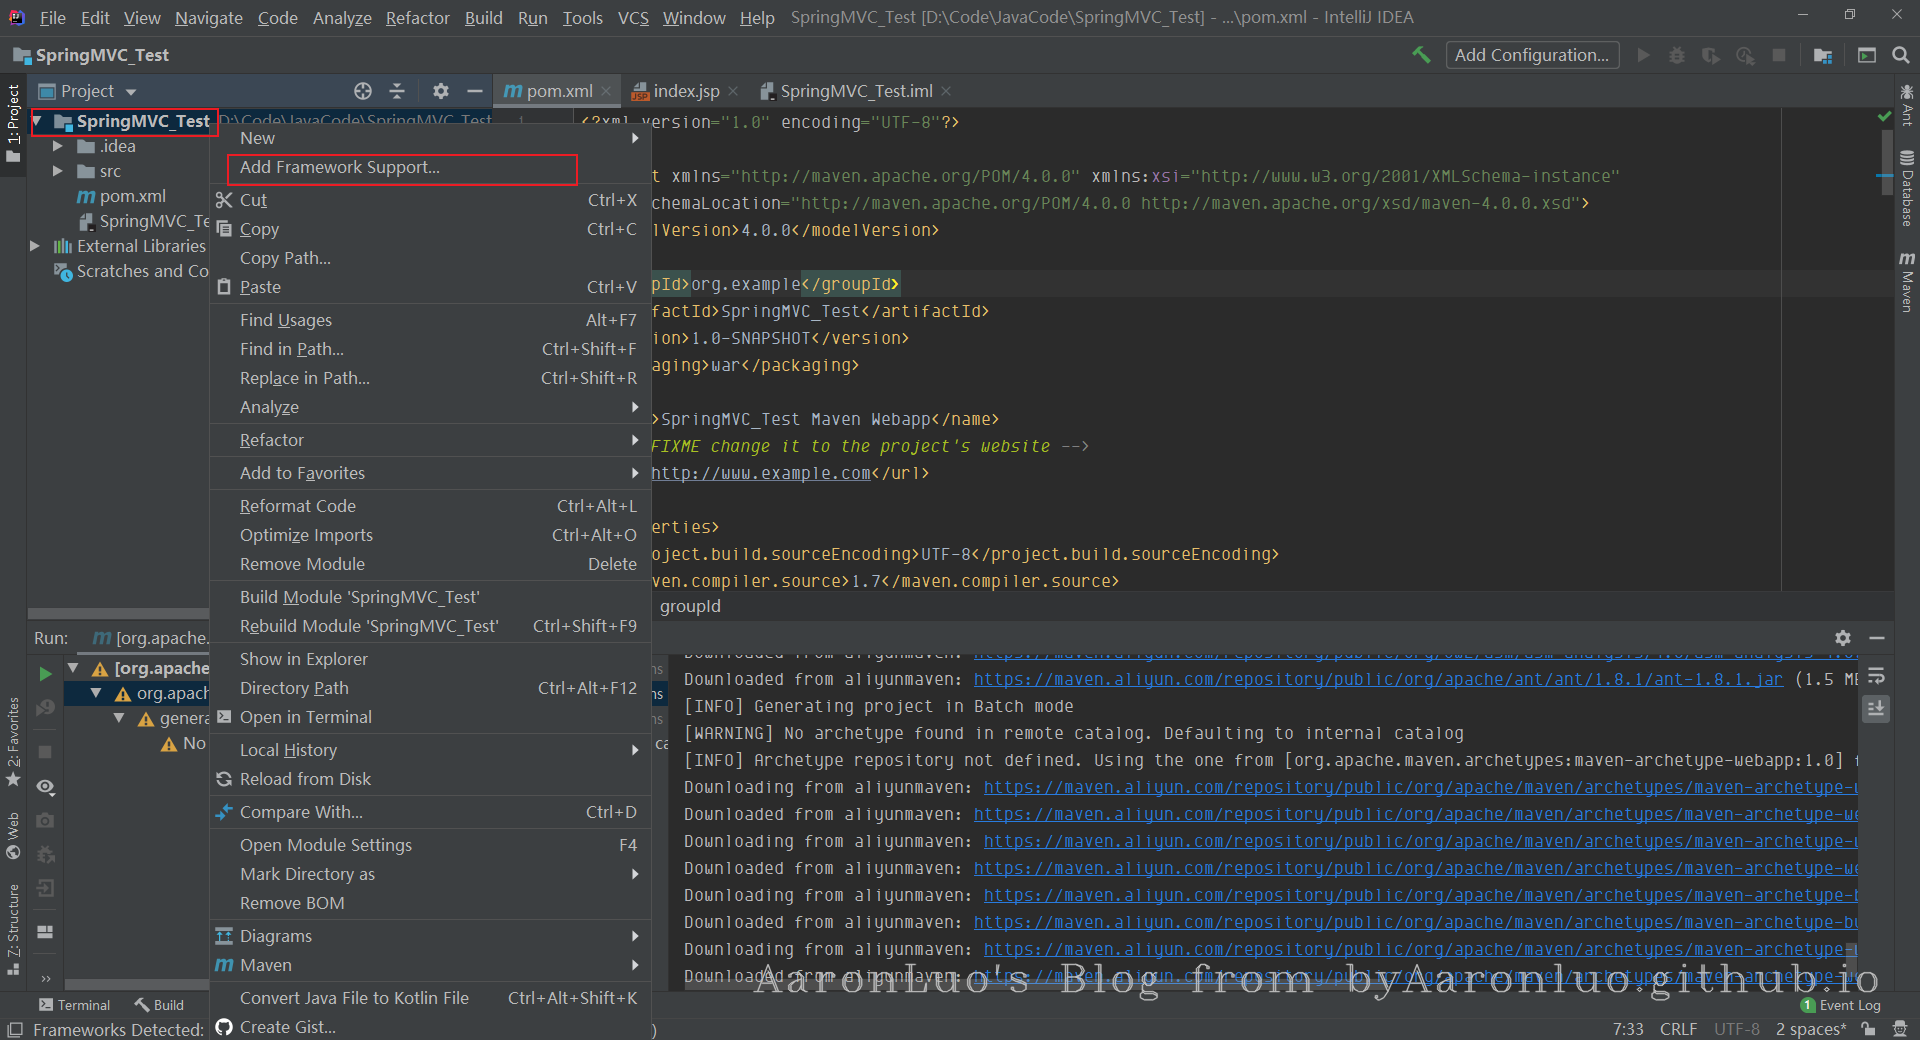 File Edit View Navigate Code Analyze Refactor Build Run Tools VCS Window Help SpringMVC_Test [D:\Code\JavaCode\SpringMVC_Test] - ...\pom.xml - IntelliJ IDEA
SpringMVC_Test
Add Configuration...
Project
pom.xml
index.jsp
SpringMVC_Test.iml
1: Project
SpringMVC_Test D:\Code\JavaCode\SpringMVC_Test
.idea
src
pom.xml
SpringMVC_Te
External Libraries
Scratches and Co
New
Add Framework Support...
Cut Ctrl+X
Copy Ctrl+C
Copy Path...
Paste Ctrl+V
Find Usages Alt+F7
Find in Path... Ctrl+Shift+F
Replace in Path... Ctrl+Shift+R
Analyze
Refactor
Add to Favorites
Reformat Code Ctrl+Alt+L
Optimize Imports Ctrl+Alt+O
Remove Module Delete
Build Module 'SpringMVC_Test'
Rebuild Module 'SpringMVC_Test' Ctrl+Shift+F9
Show in Explorer
Directory Path Ctrl+Alt+F12
Open in Terminal
Local History
Reload from Disk
Compare With... Ctrl+D
Open Module Settings F4
Mark Directory as
Remove BOM
Diagrams
Maven
Convert Java File to Kotlin File Ctrl+Alt+Shift+K
Create Gist...
1
<?xml version="1.0" encoding="UTF-8"?>
t xmlns="http://maven.apache.org/POM/4.0.0" xmlns:xsi="http://www.w3.org/2001/XMLSchema-instance"
chemaLocation="http://maven.apache.org/POM/4.0.0 http://maven.apache.org/xsd/maven-4.0.0.xsd">
lVersion>4.0.0</modelVersion>
pId>org.example</groupId>
factId>SpringMVC_Test</artifactId>
ion>1.0-SNAPSHOT</version>
aging>war</packaging>
>SpringMVC_Test Maven Webapp</name>
FIXME change it to the project's website -->
http://www.example.com</url>
erties>
oject.build.sourceEncoding>UTF-8</project.build.sourceEncoding>
ven.compiler.source>1.7</maven.compiler.source>
groupId
Ant
Database
Maven
Run: [org.apache.
[org.apache
org.apach
genera
No
ms
ns
ns
ca
Downloaded from aliyunmaven:
Downloaded from aliyunmaven: https://maven.aliyun.com/repository/public/org/apache/ant/ant/1.8.1/ant-1.8.1.jar (1.5 ME
[INFO] Generating project in Batch mode
[WARNING] No archetype found in remote catalog. Defaulting to internal catalog
[INFO] Archetype repository not defined. Using the one from [org.apache.maven.archetypes:maven-archetype-webapp:1.0] f
Downloading from aliyunmaven: https://maven.aliyun.com/repository/public/org/apache/maven/archetypes/maven-archetype-w
Downloaded from aliyunmaven: https://maven.aliyun.com/repository/public/org/apache/maven/archetypes/maven-archetype-we
Downloading from aliyunmaven: https://maven.aliyun.com/repository/public/org/apache/maven/archetypes/maven-archetype-w
Downloaded from aliyunmaven: https://maven.aliyun.com/repository/public/org/apache/maven/archetypes/maven-archetype-we
Downloading from aliyunmaven: https://maven.aliyun.com/repository/public/org/apache/maven/archetypes/maven-archetype-b
Downloaded from aliyunmaven: https://maven.aliyun.com/repository/public/org/apache/maven/archetypes/maven-archetype-bu
Downloading from aliyunmaven: https://maven.aliyun.com/repository/public/org/apache/maven/archetypes/maven-archetype-
Downloaded from aliyunmaven: https://maven.aliyun.com/repository/public/org/apache/maven/archetypes/maven-archetype-we
AaronLuo's Blog from byAaronluo.github.io
2: Favorites
Web
Z: Structure
Terminal
Build
1 Event Log
Frameworks Detected: )
7:33 CRLF UTF-8 2 spaces*